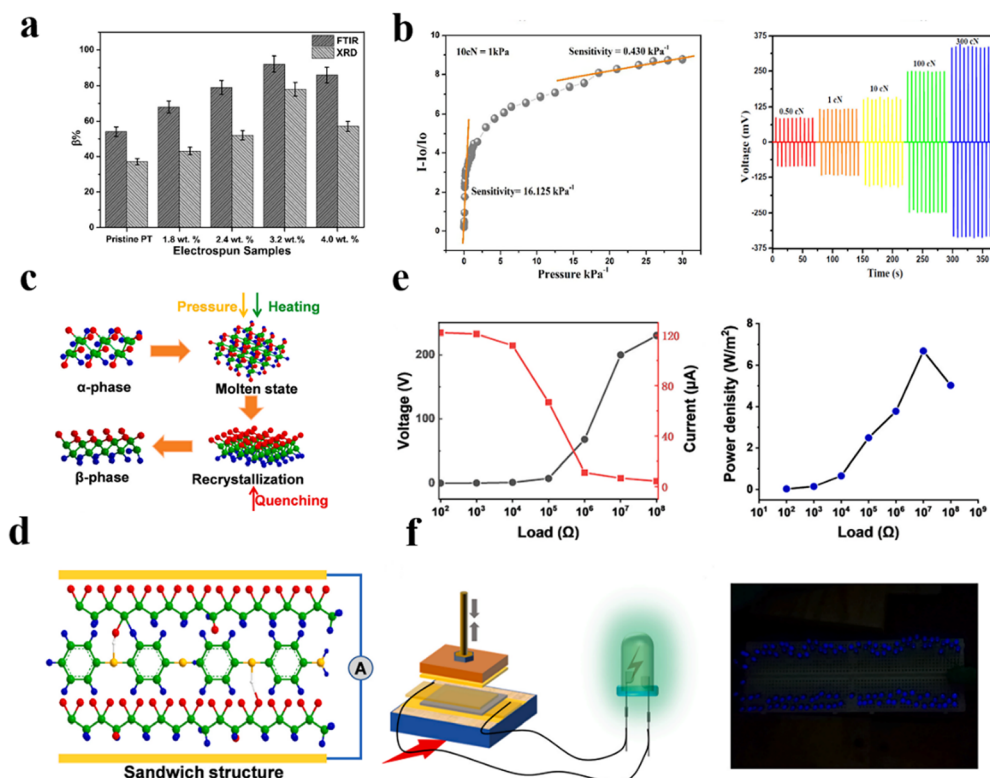 a
FTIR
XRD
β%
80
60
40
20
0
Pristine PT 1.8 wt. % 2.4 wt. % 3.2 wt. % 4.0 wt. %
Electrospun Samples
b
10cN = 1kPa
Sensitivity = 0.430 kPa⁻¹
Sensitivity= 16.125 kPa⁻¹
I-Io/Io
10
8
6
4
2
0
0 5 10 15 20 25 30
Pressure kPa⁻¹
Voltage (mV)
375
250
125
0
-125
-250
-375
0.50 cN
1 cN
10 cN
100 cN
300 cN
0 50 100 150 200 250 300 350
Time (s)
c
Pressure Heating
α-phase
Molten state
β-phase
Recrystallization
Quenching
e
Voltage (V)
200
100
0
Current (μA)
120
80
40
0
10² 10³ 10⁴ 10⁵ 10⁶ 10⁷ 10⁸
Load (Ω)
Power denisity (W/m²)
8
6
4
2
0
10¹ 10² 10³ 10⁴ 10⁵ 10⁶ 10⁷ 10⁸ 10⁹
Load (Ω)
d
A
Sandwich structure
f